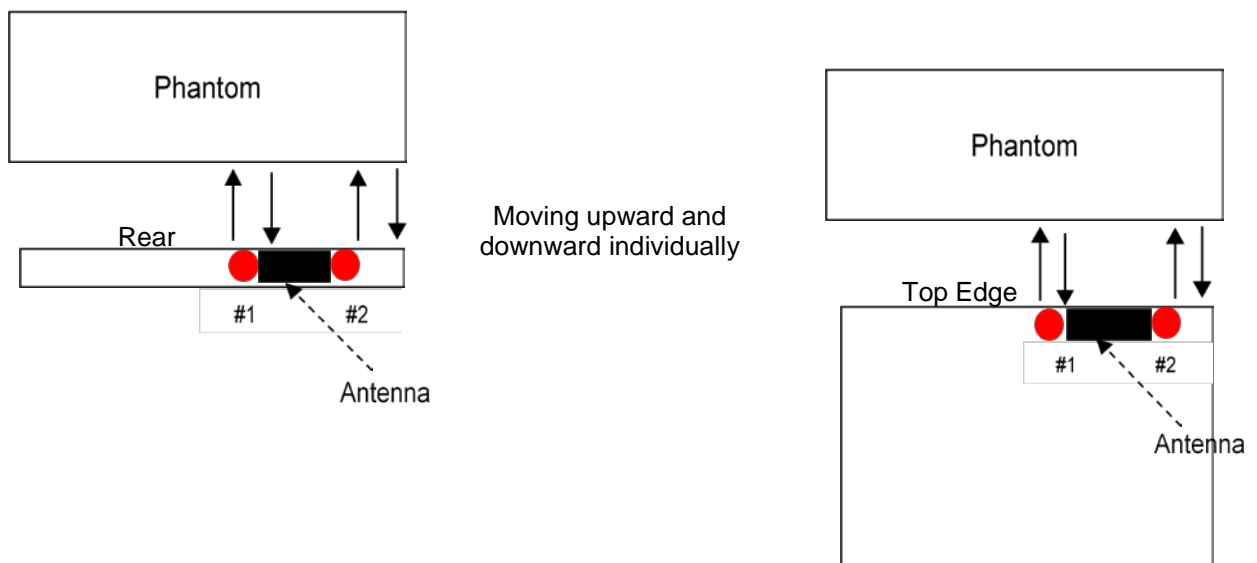 Phantom
Rear
#1 #2
Antenna
Moving upward and
downward individually
Phantom
Top Edge
#1 #2
Antenna